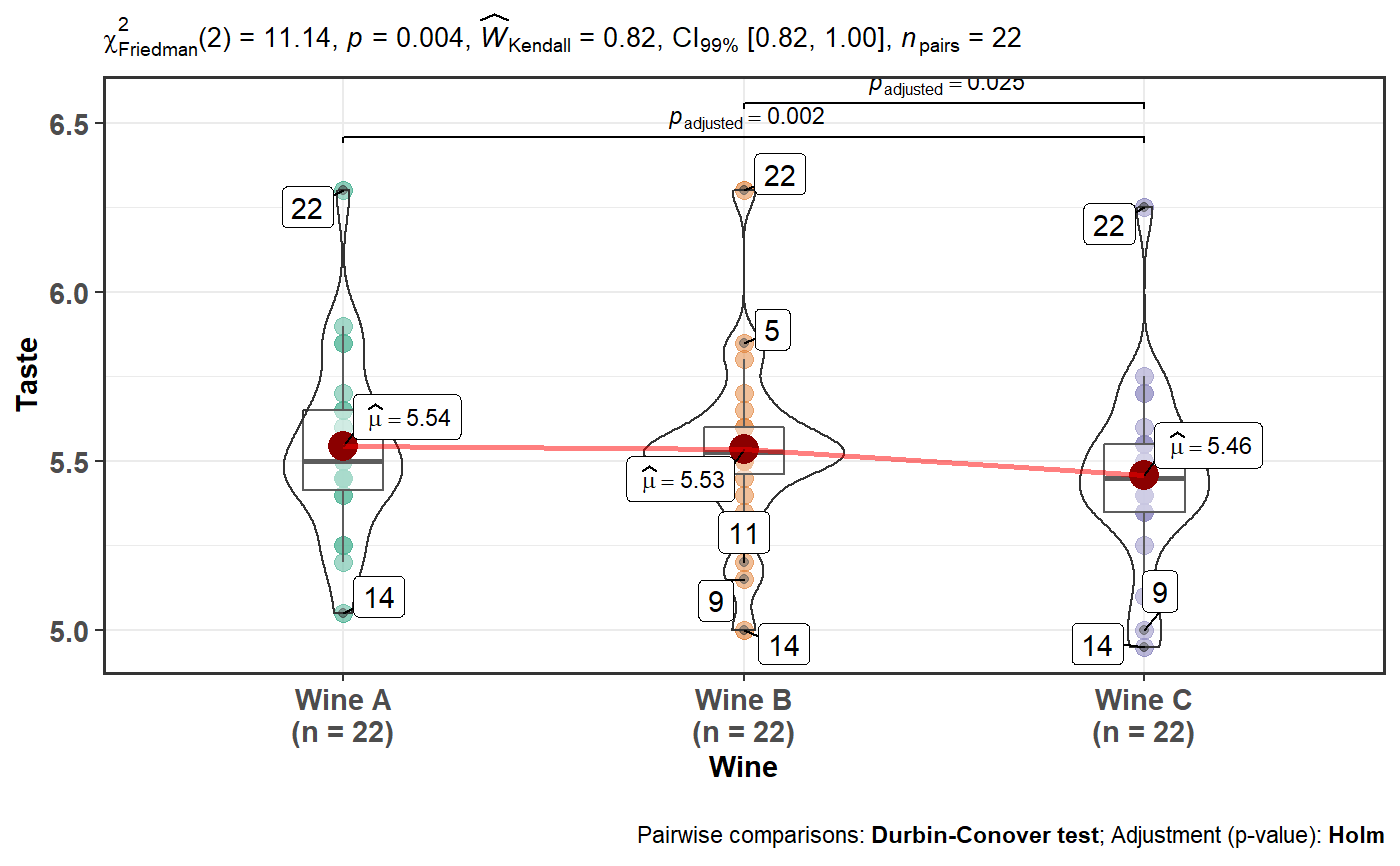 χ²Friedman(2) = 11.14, p = 0.004, ŴKendall = 0.82, CI99% [0.82, 1.00], npairs = 22
padjusted = 0.025
padjusted = 0.002
6.5
6.0
5.5
5.0
Taste
22
22
22
5
μ̂ = 5.54
μ̂ = 5.53
μ̂ = 5.46
11
14
9
14
9
14
Wine A
(n = 22)
Wine B
(n = 22)
Wine C
(n = 22)
Wine
Pairwise comparisons: Durbin-Conover test; Adjustment (p-value): Holm